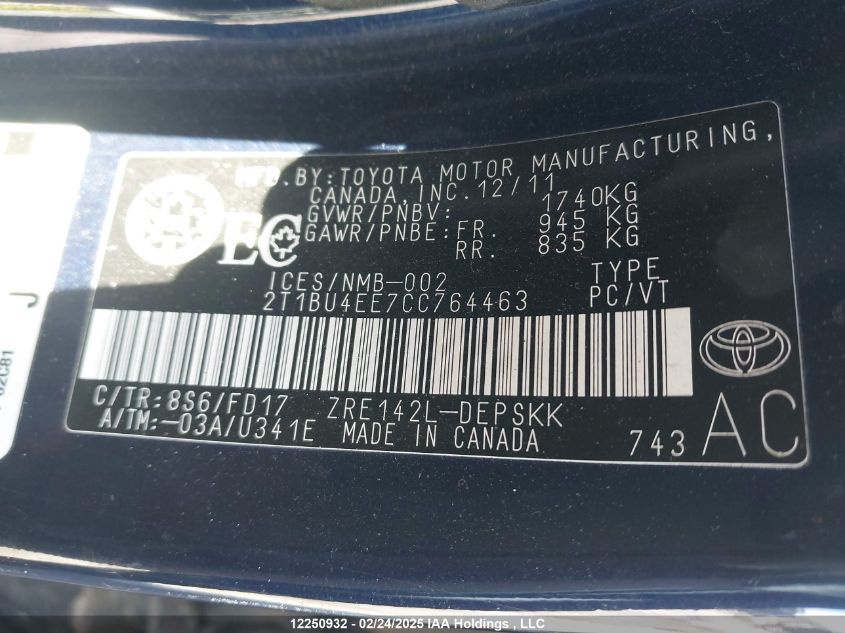 MFD.BY:TOYOTA MOTOR MANUFACTURING,
CANADA,INC.12/11
GVWR/PNBV: 1740KG
GAWR/PNBE:FR. 945 KG
RR. 835 KG
EC
ICES/NMB-002 TYPE
2T1BU4EE7CC764463 PC/VT
C/TR:8S6/FD17 ZRE142L-DEPSKK
A/TM:-03A/U341E MADE IN CANADA 743 AC
J
02C81
12250932 - 02/24/2025 IAA Holdings , LLC